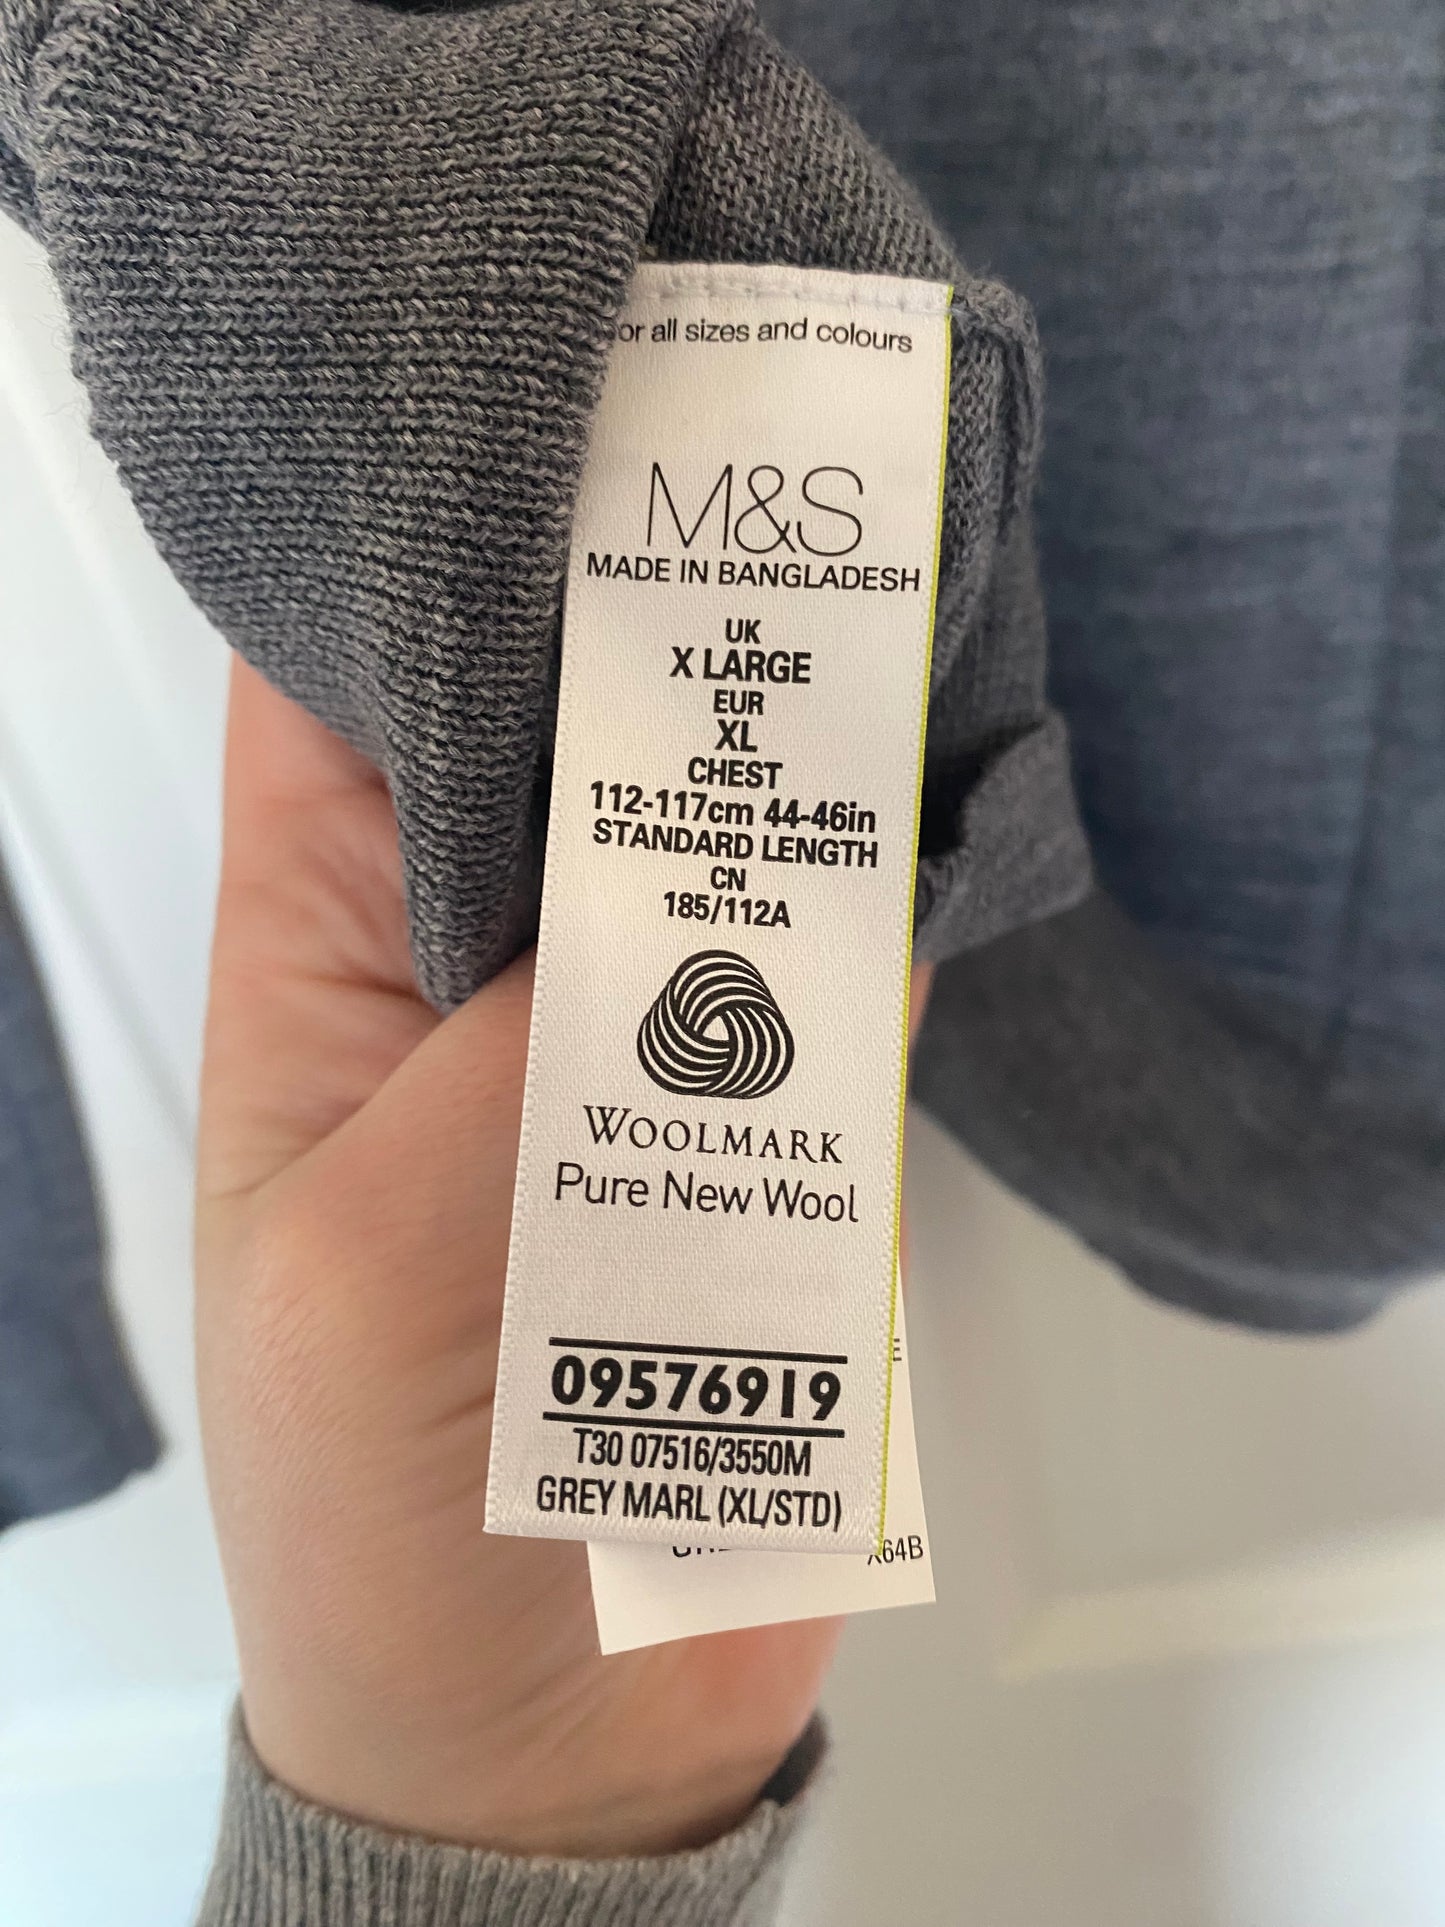 or all sizes and colours
M&S
MADE IN BANGLADESH
UK
X LARGE
EUR
XL
CHEST
112-117cm 44-46in
STANDARD LENGTH
CN
185/112A
WOOLMARK
Pure New Wool
E
09576919
T30 07516/3550M
GREY MARL (XL/STD)
X64B